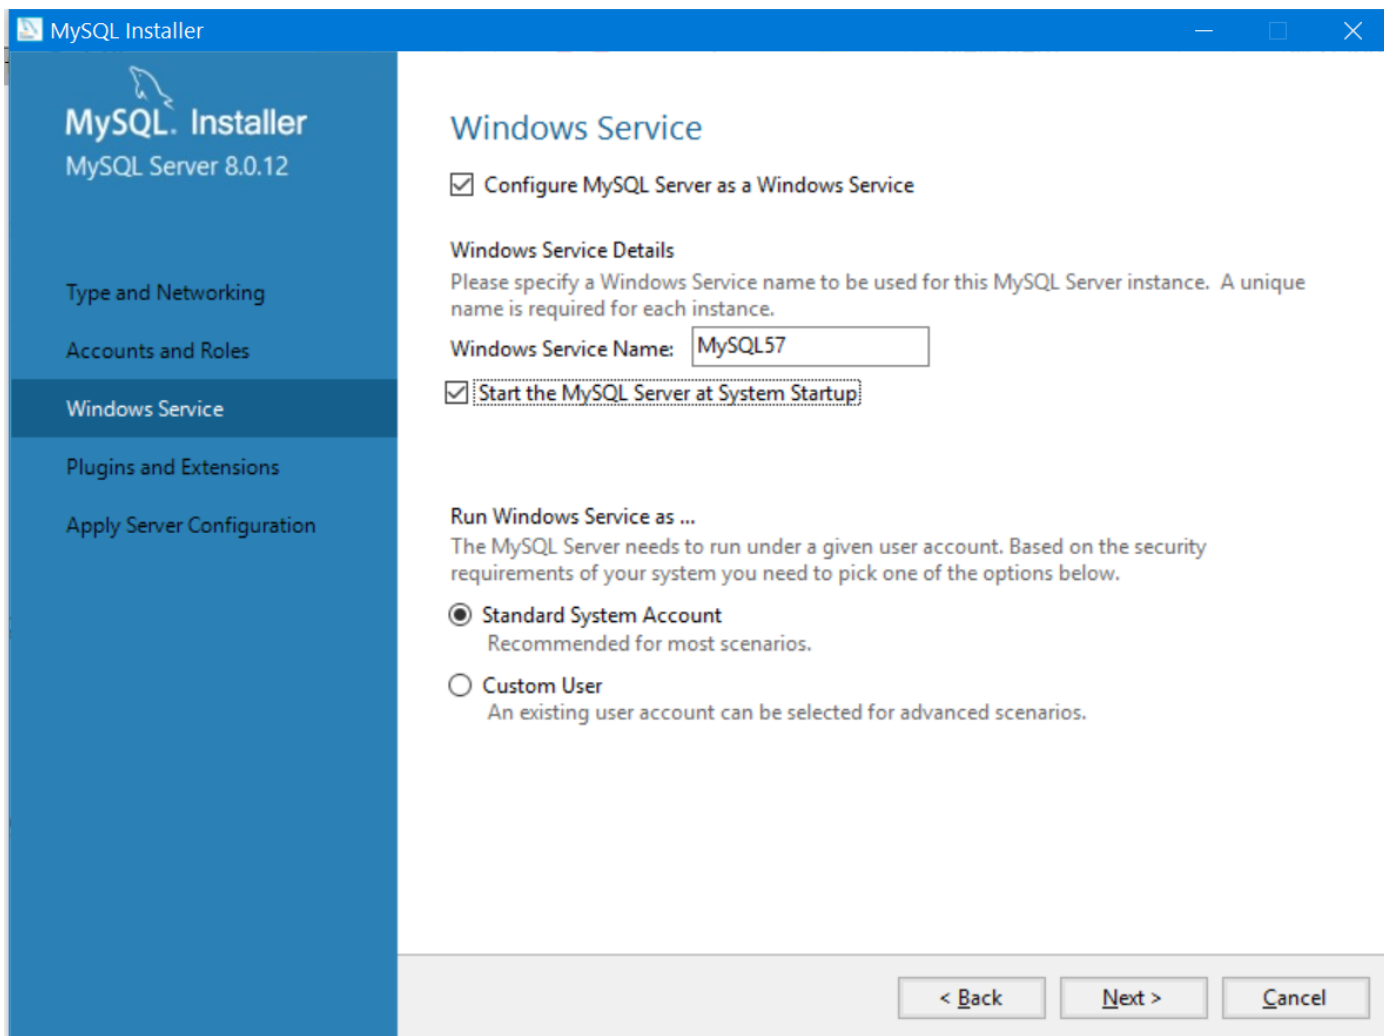 MySQL Installer
MySQL. Installer
MySQL Server 8.0.12
Type and Networking
Accounts and Roles
Windows Service
Plugins and Extensions
Apply Server Configuration
Windows Service
Configure MySQL Server as a Windows Service
Windows Service Details
Please specify a Windows Service name to be used for this MySQL Server instance. A unique
name is required for each instance.
Windows Service Name: MySQL57
Start the MySQL Server at System Startup
Run Windows Service as ...
The MySQL Server needs to run under a given user account. Based on the security
requirements of your system you need to pick one of the options below.
Standard System Account
Recommended for most scenarios.
Custom User
An existing user account can be selected for advanced scenarios.
< Back Next > Cancel